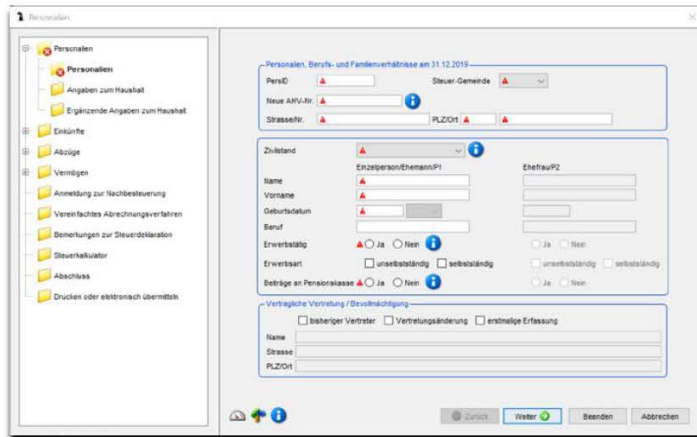 Personalien
Personalien
Personalien
Angaben zum Haushalt
Ergänzende Angaben zum Haushalt
Einkünfte
Abzüge
Vermögen
Anmeldung zur Nachbesteuerung
Vereinfachtes Abrechnungsverfahren
Bemerkungen zur Steuerdeklaration
Steuerkalkulator
Abschluss
Drucken oder elektronisch übermitteln
Personalien, Berufs- und Familienverhältnisse am 31.12.2019
PersID Steuer-Gemeinde
Neue AHV-Nr.
Strasse/Nr. PLZ/Ort
Zivilstand
Einzelperson/Ehemann/P1 Ehefrau/P2
Name
Vorname
Geburtsdatum
Beruf
Erwerbstätig Ja Nein Ja Nein
Erwerbsart unselbstständig selbstständig unselbstständig selbstständig
Beiträge an Pensionskasse Ja Nein Ja Nein
Vertragliche Vertretung / Bevollmächtigung
bisheriger Vertreter Vertretungsänderung erstmalige Erfassung
Name
Strasse
PLZ/Ort
Zurück Weiter Beenden Abbrechen